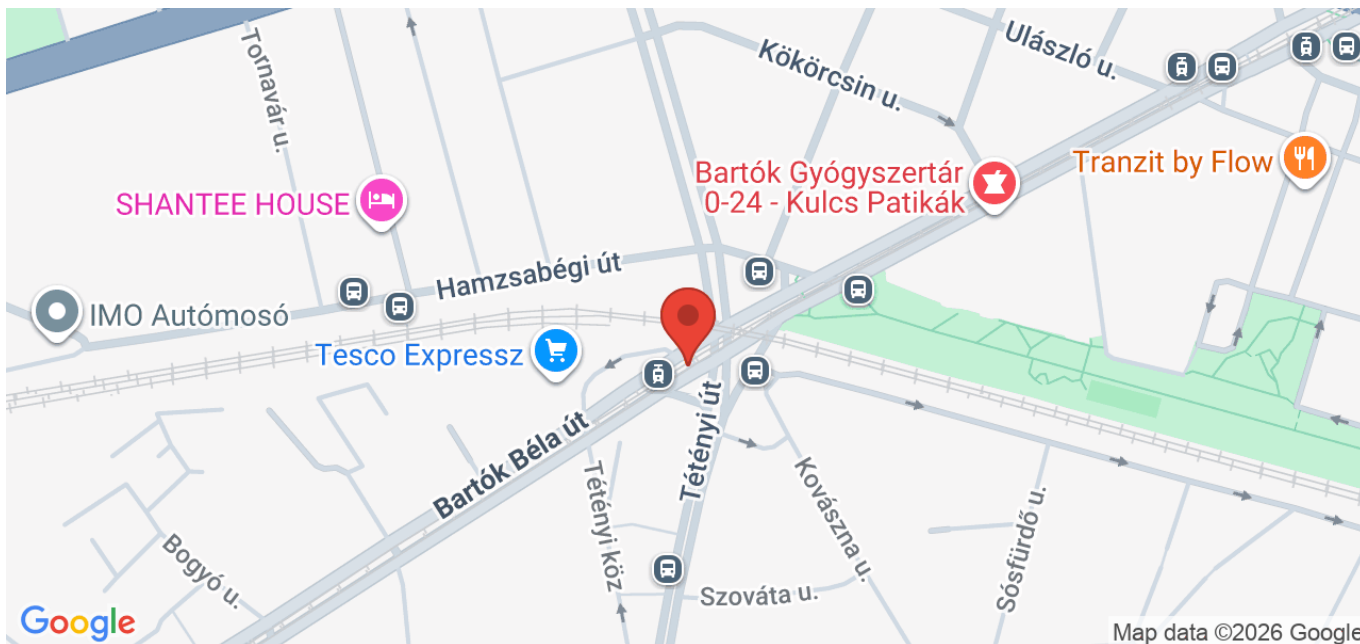 Tornavár u.
Kökörcsin u.
Ulászló u.
SHANTEE HOUSE
Bartók Gyógyszertár
0-24 - Kulcs Patikák
Tranzit by Flow
Hamzsabégi út
IMO Autómosó
Tesco Expressz
Bartók Béla út
Tétényi út
Tétényi köz
Kovászna u.
Sósfürdő u.
Bogyó u.
Szováta u.
Google
Map data ©2026 Google